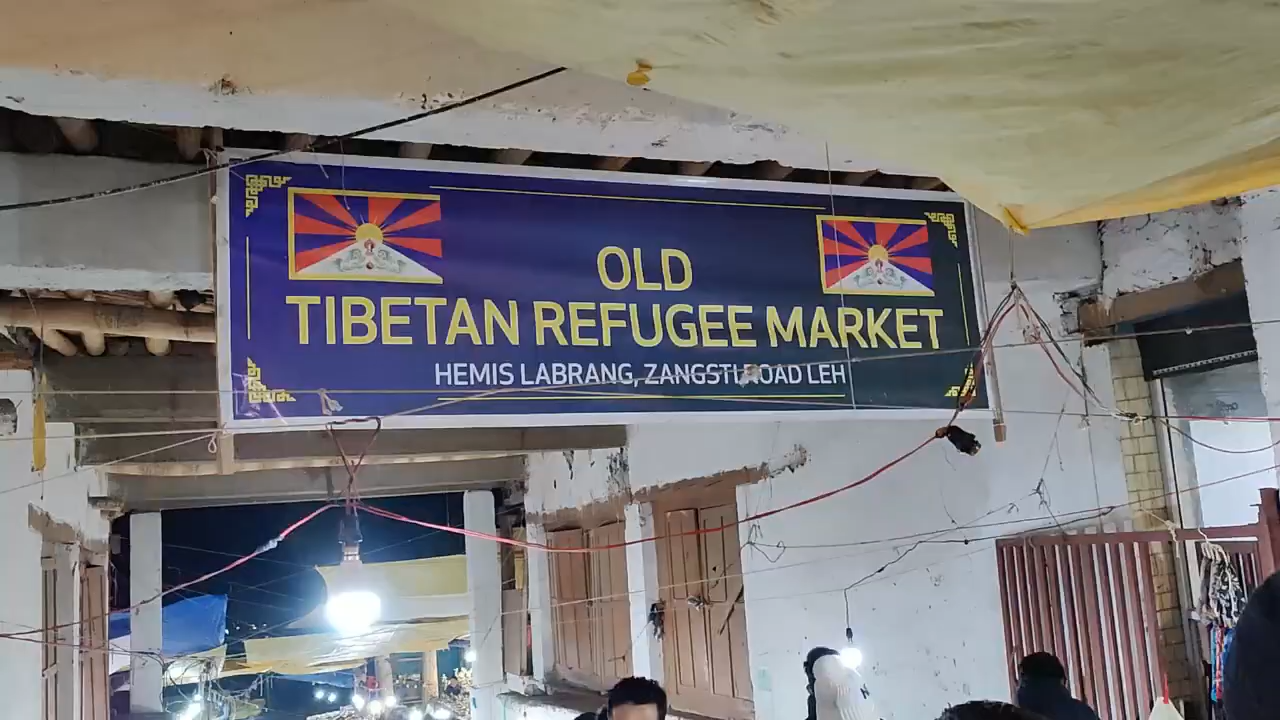 OLD
TIBETAN REFUGEE MARKET
HEMIS LABRANG, ZANGSTI ROAD LEH